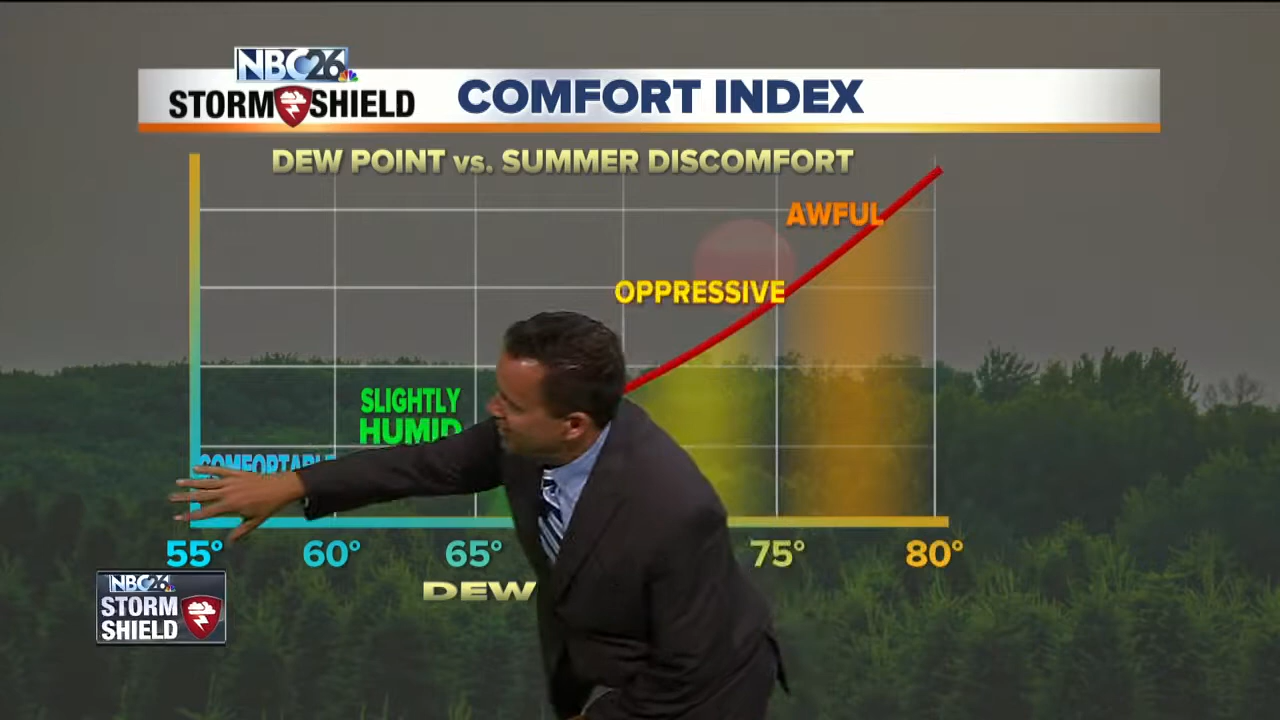 NBC26
STORM SHIELD
COMFORT INDEX
DEW POINT vs. SUMMER DISCOMFORT
AWFUL
OPPRESSIVE
SLIGHTLY
HUMID
COMFORTABLE
55° 60° 65° 75° 80°
DEW
NBC26
STORM
SHIELD